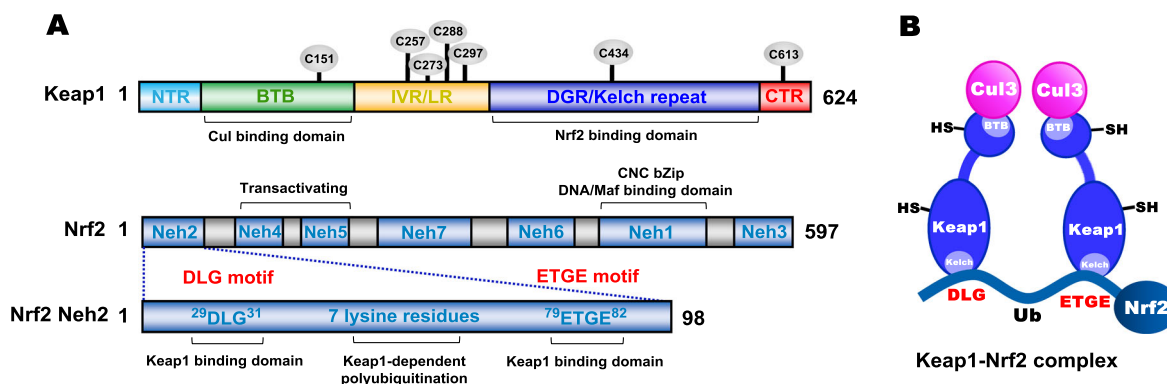 A
C151
C257
C273
C288
C297
C434
C613
Keap1 1 NTR BTB IVR/LR DGR/Kelch repeat CTR 624
Cul binding domain
Nrf2 binding domain
Transactivating
CNC bZip
DNA/Maf binding domain
Nrf2 1 Neh2 Neh4 Neh5 Neh7 Neh6 Neh1 Neh3 597
DLG motif
ETGE motif
Nrf2 Neh2 1 29DLG31 7 lysine residues 79ETGE82 98
Keap1 binding domain
Keap1-dependent
polyubiquitination
Keap1 binding domain
B
Cul3 Cul3
HS BTB BTB SH
HS SH
Keap1 Keap1
Kelch Kelch
DLG ETGE Nrf2
Ub
Keap1-Nrf2 complex